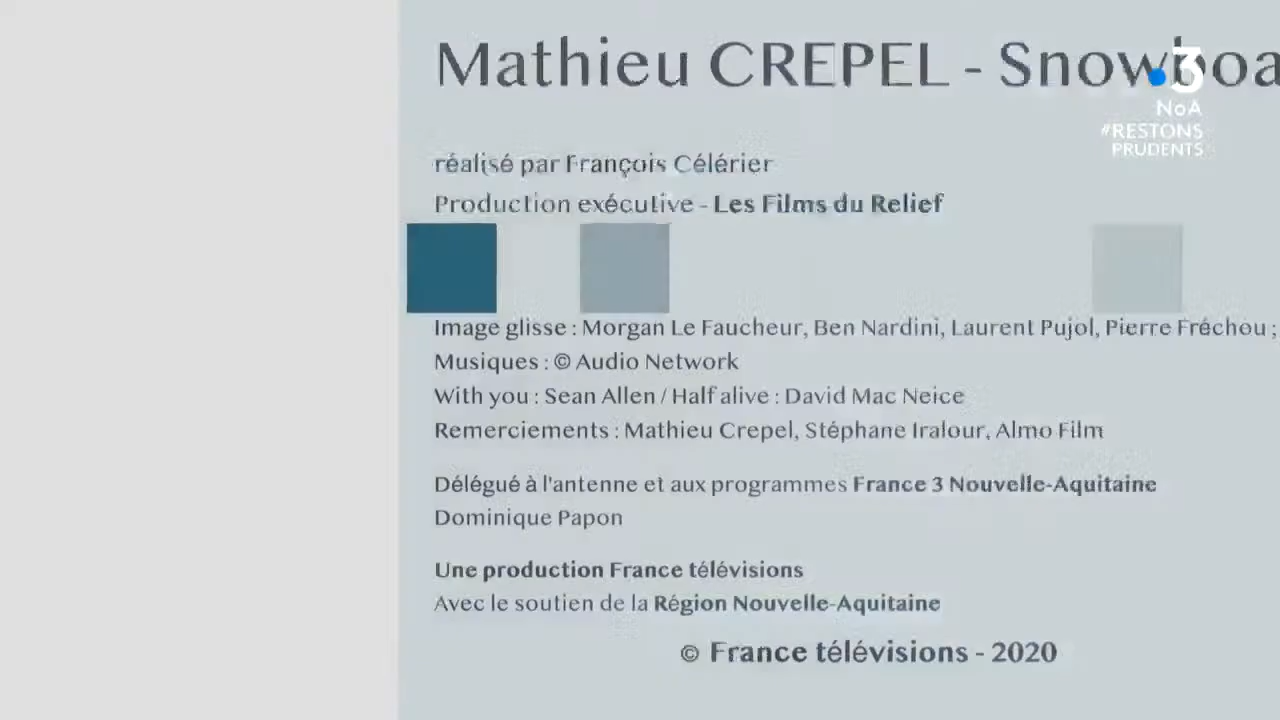 Mathieu CREPEL - Snowboa
3
NoA
#RESTONS
PRUDENTS
réalisé par François Célérier
Production exécutive - Les Films du Relief
Image glisse : Morgan Le Faucheur, Ben Nardini, Laurent Pujol, Pierre Fréchou ;
Musiques : © Audio Network
With you : Sean Allen / Half alive : David Mac Neice
Remerciements : Mathieu Crepel, Stéphane Iralour, Almo Film
Délégué à l'antenne et aux programmes France 3 Nouvelle-Aquitaine
Dominique Papon
Une production France télévisions
Avec le soutien de la Région Nouvelle-Aquitaine
© France télévisions - 2020